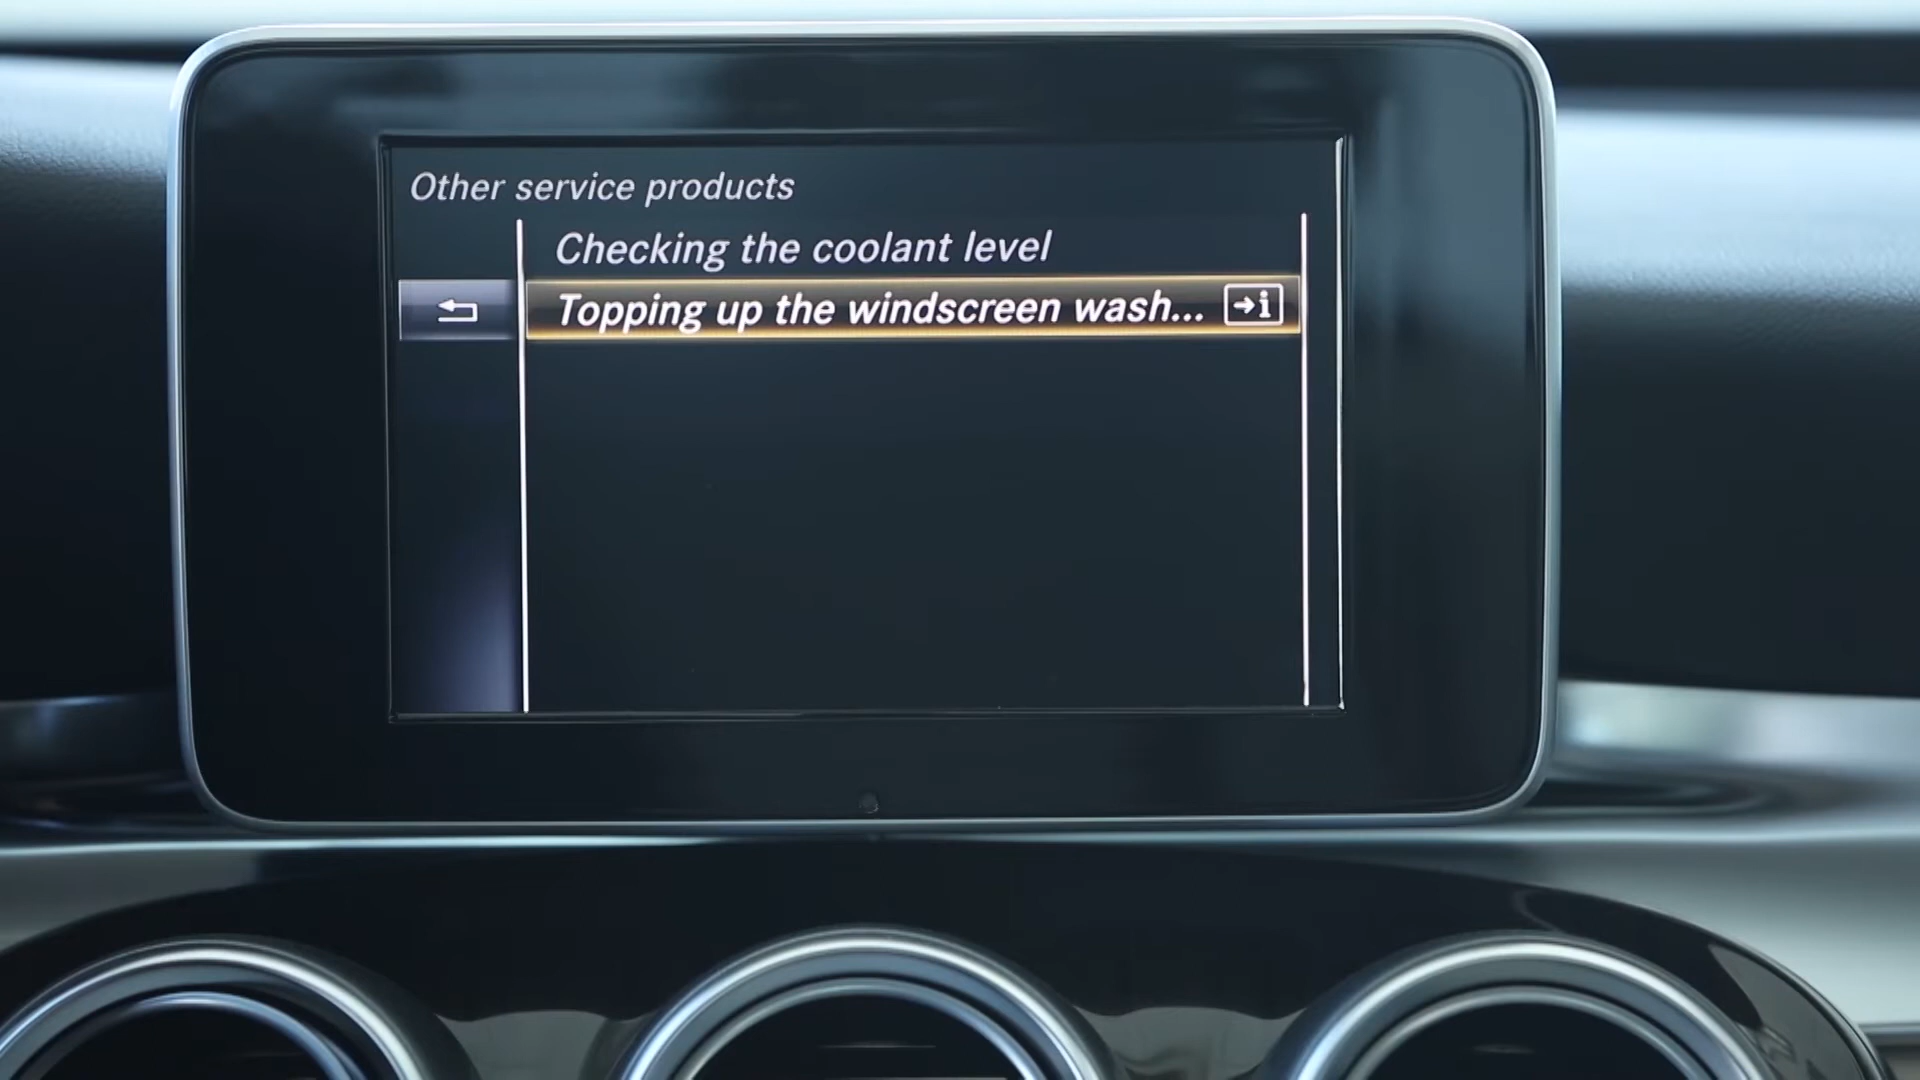 Other service products
Checking the coolant level
Topping up the windscreen wash...